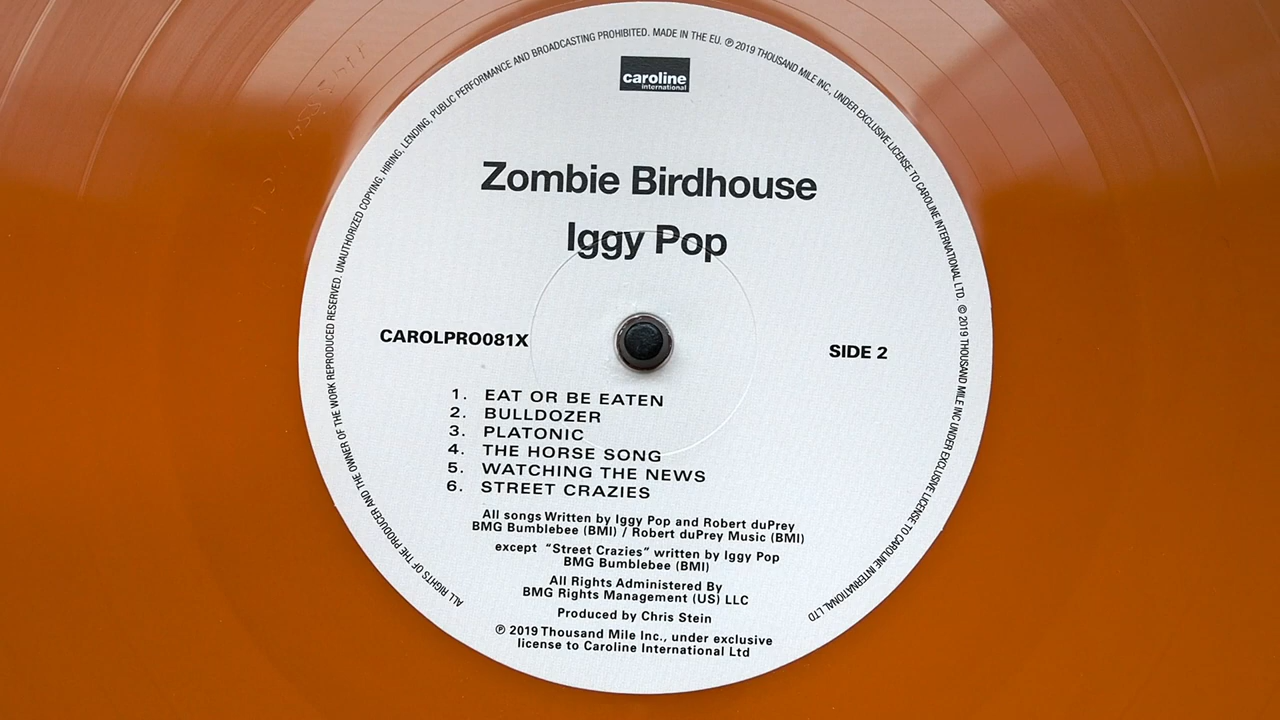 ALL RIGHTS OF THE PRODUCER AND THE OWNER OF THE WORK REPRODUCED RESERVED. UNAUTHORIZED COPYING, HIRING, LENDING, PUBLIC PERFORMANCE AND BROADCASTING PROHIBITED. MADE IN THE EU. ℗ 2019 THOUSAND MILE INC., UNDER EXCLUSIVE LICENSE TO CAROLINE INTERNATIONAL LTD. © 2019 THOUSAND MILE INC UNDER EXCLUSIVE LICENSE TO CAROLINE INTERNATIONAL LTD
caroline
international
Zombie Birdhouse
Iggy Pop
CAROLPRO081X
SIDE 2
1. EAT OR BE EATEN
2. BULLDOZER
3. PLATONIC
4. THE HORSE SONG
5. WATCHING THE NEWS
6. STREET CRAZIES
All songs Written by Iggy Pop and Robert duPrey
BMG Bumblebee (BMI) / Robert duPrey Music (BMI)
except "Street Crazies" written by Iggy Pop
BMG Bumblebee (BMI)
All Rights Administered By
BMG Rights Management (US) LLC
Produced by Chris Stein
℗ 2019 Thousand Mile Inc., under exclusive
license to Caroline International Ltd